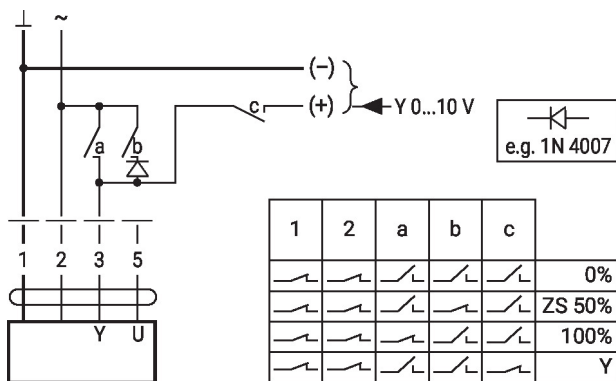 ⊥ ~
(–)
c (+) Y 0...10 V
a b
e.g. 1N 4007
1 2 3 5
Y U
1 2 a b c
0%
ZS 50%
100%
Y